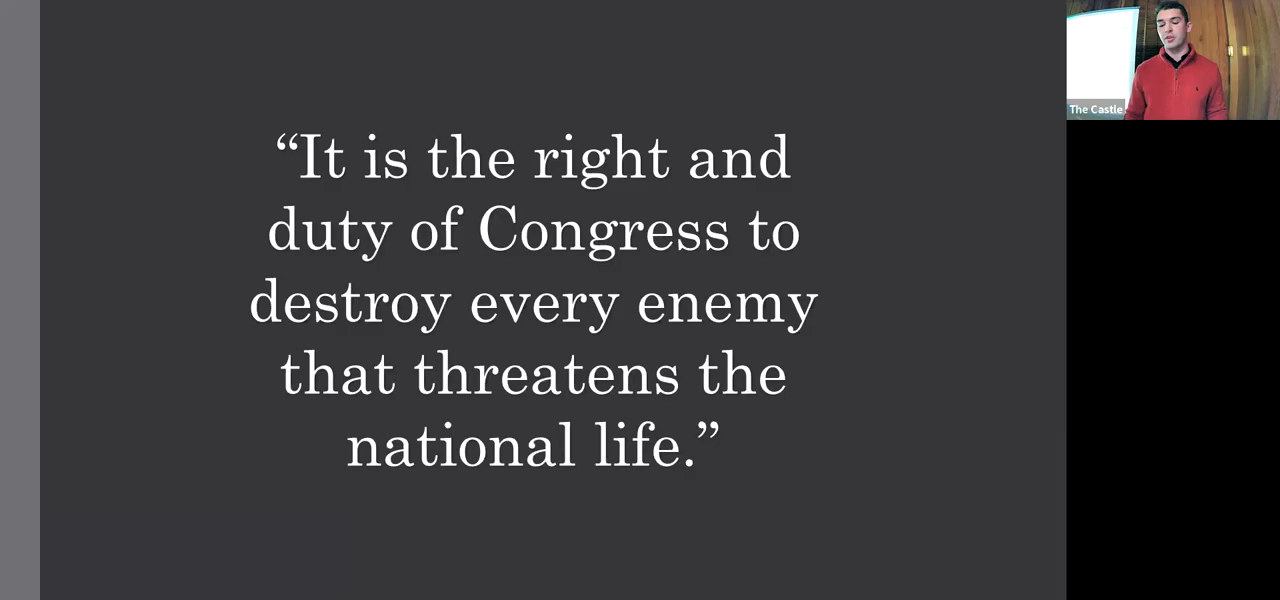 “It is the right and
duty of Congress to
destroy every enemy
that threatens the
national life.”
The Castle